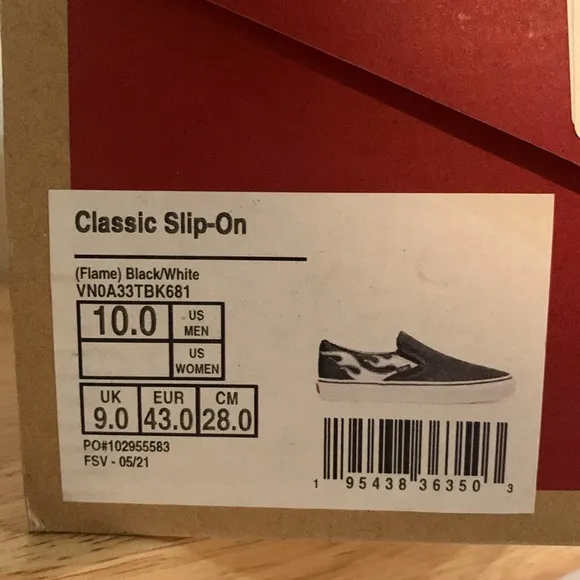 Classic Slip-On
(Flame) Black/White
VN0A33TBK681
10.0 US MEN
US WOMEN
UK EUR CM
9.0 43.0 28.0
PO#102955583
FSV - 05/21
1 95438 36350 3